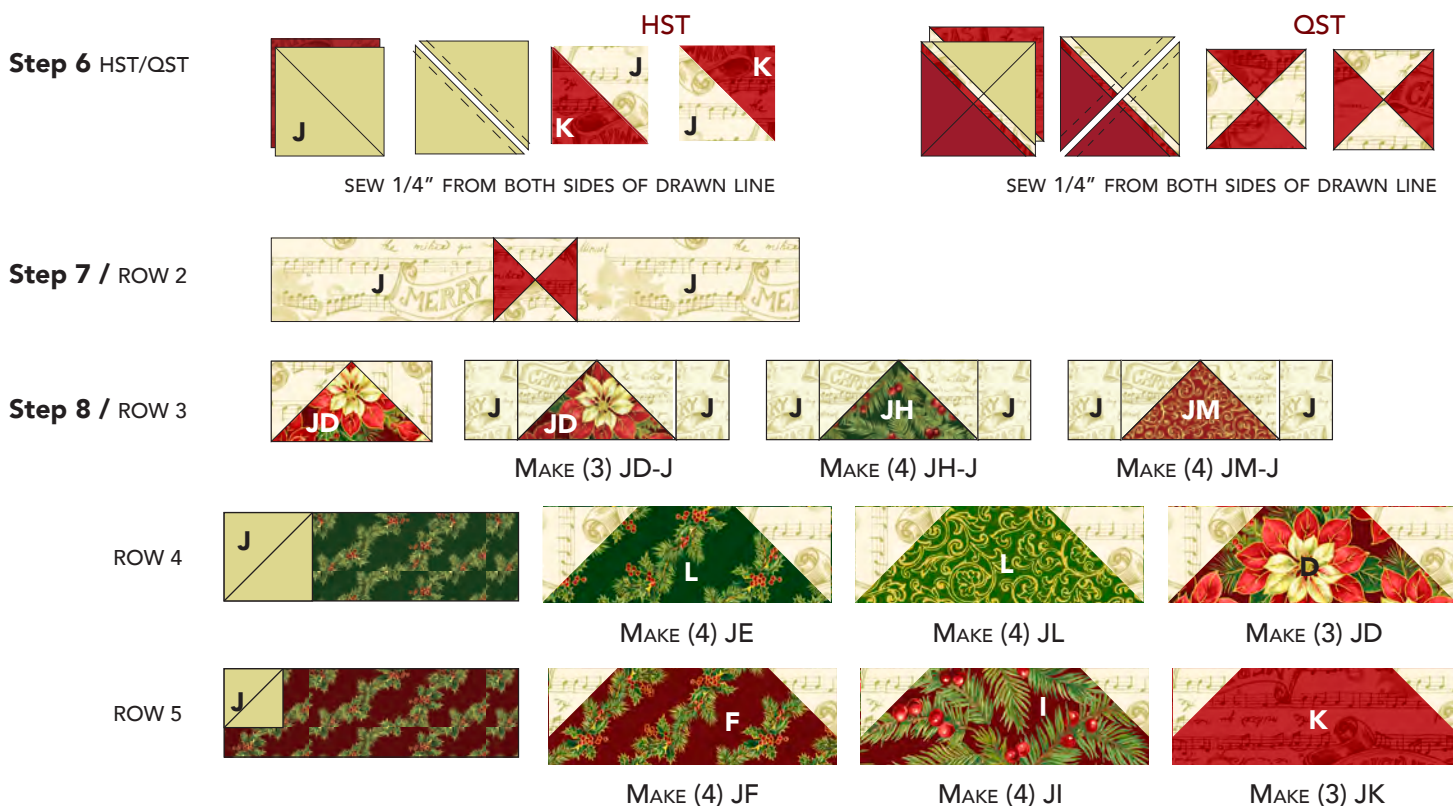 HST
QST
Step 6 HST/QST
J
J
K
K
J
SEW 1/4" FROM BOTH SIDES OF DRAWN LINE
SEW 1/4" FROM BOTH SIDES OF DRAWN LINE
Step 7 / ROW 2
J
MERRY
J
Step 8 / ROW 3
JD
J
JD
J
J
JH
J
J
JM
J
MAKE (3) JD-J
MAKE (4) JH-J
MAKE (4) JM-J
ROW 4
J
L
L
D
MAKE (4) JE
MAKE (4) JL
MAKE (3) JD
ROW 5
J
F
I
K
MAKE (4) JF
MAKE (4) JI
MAKE (3) JK